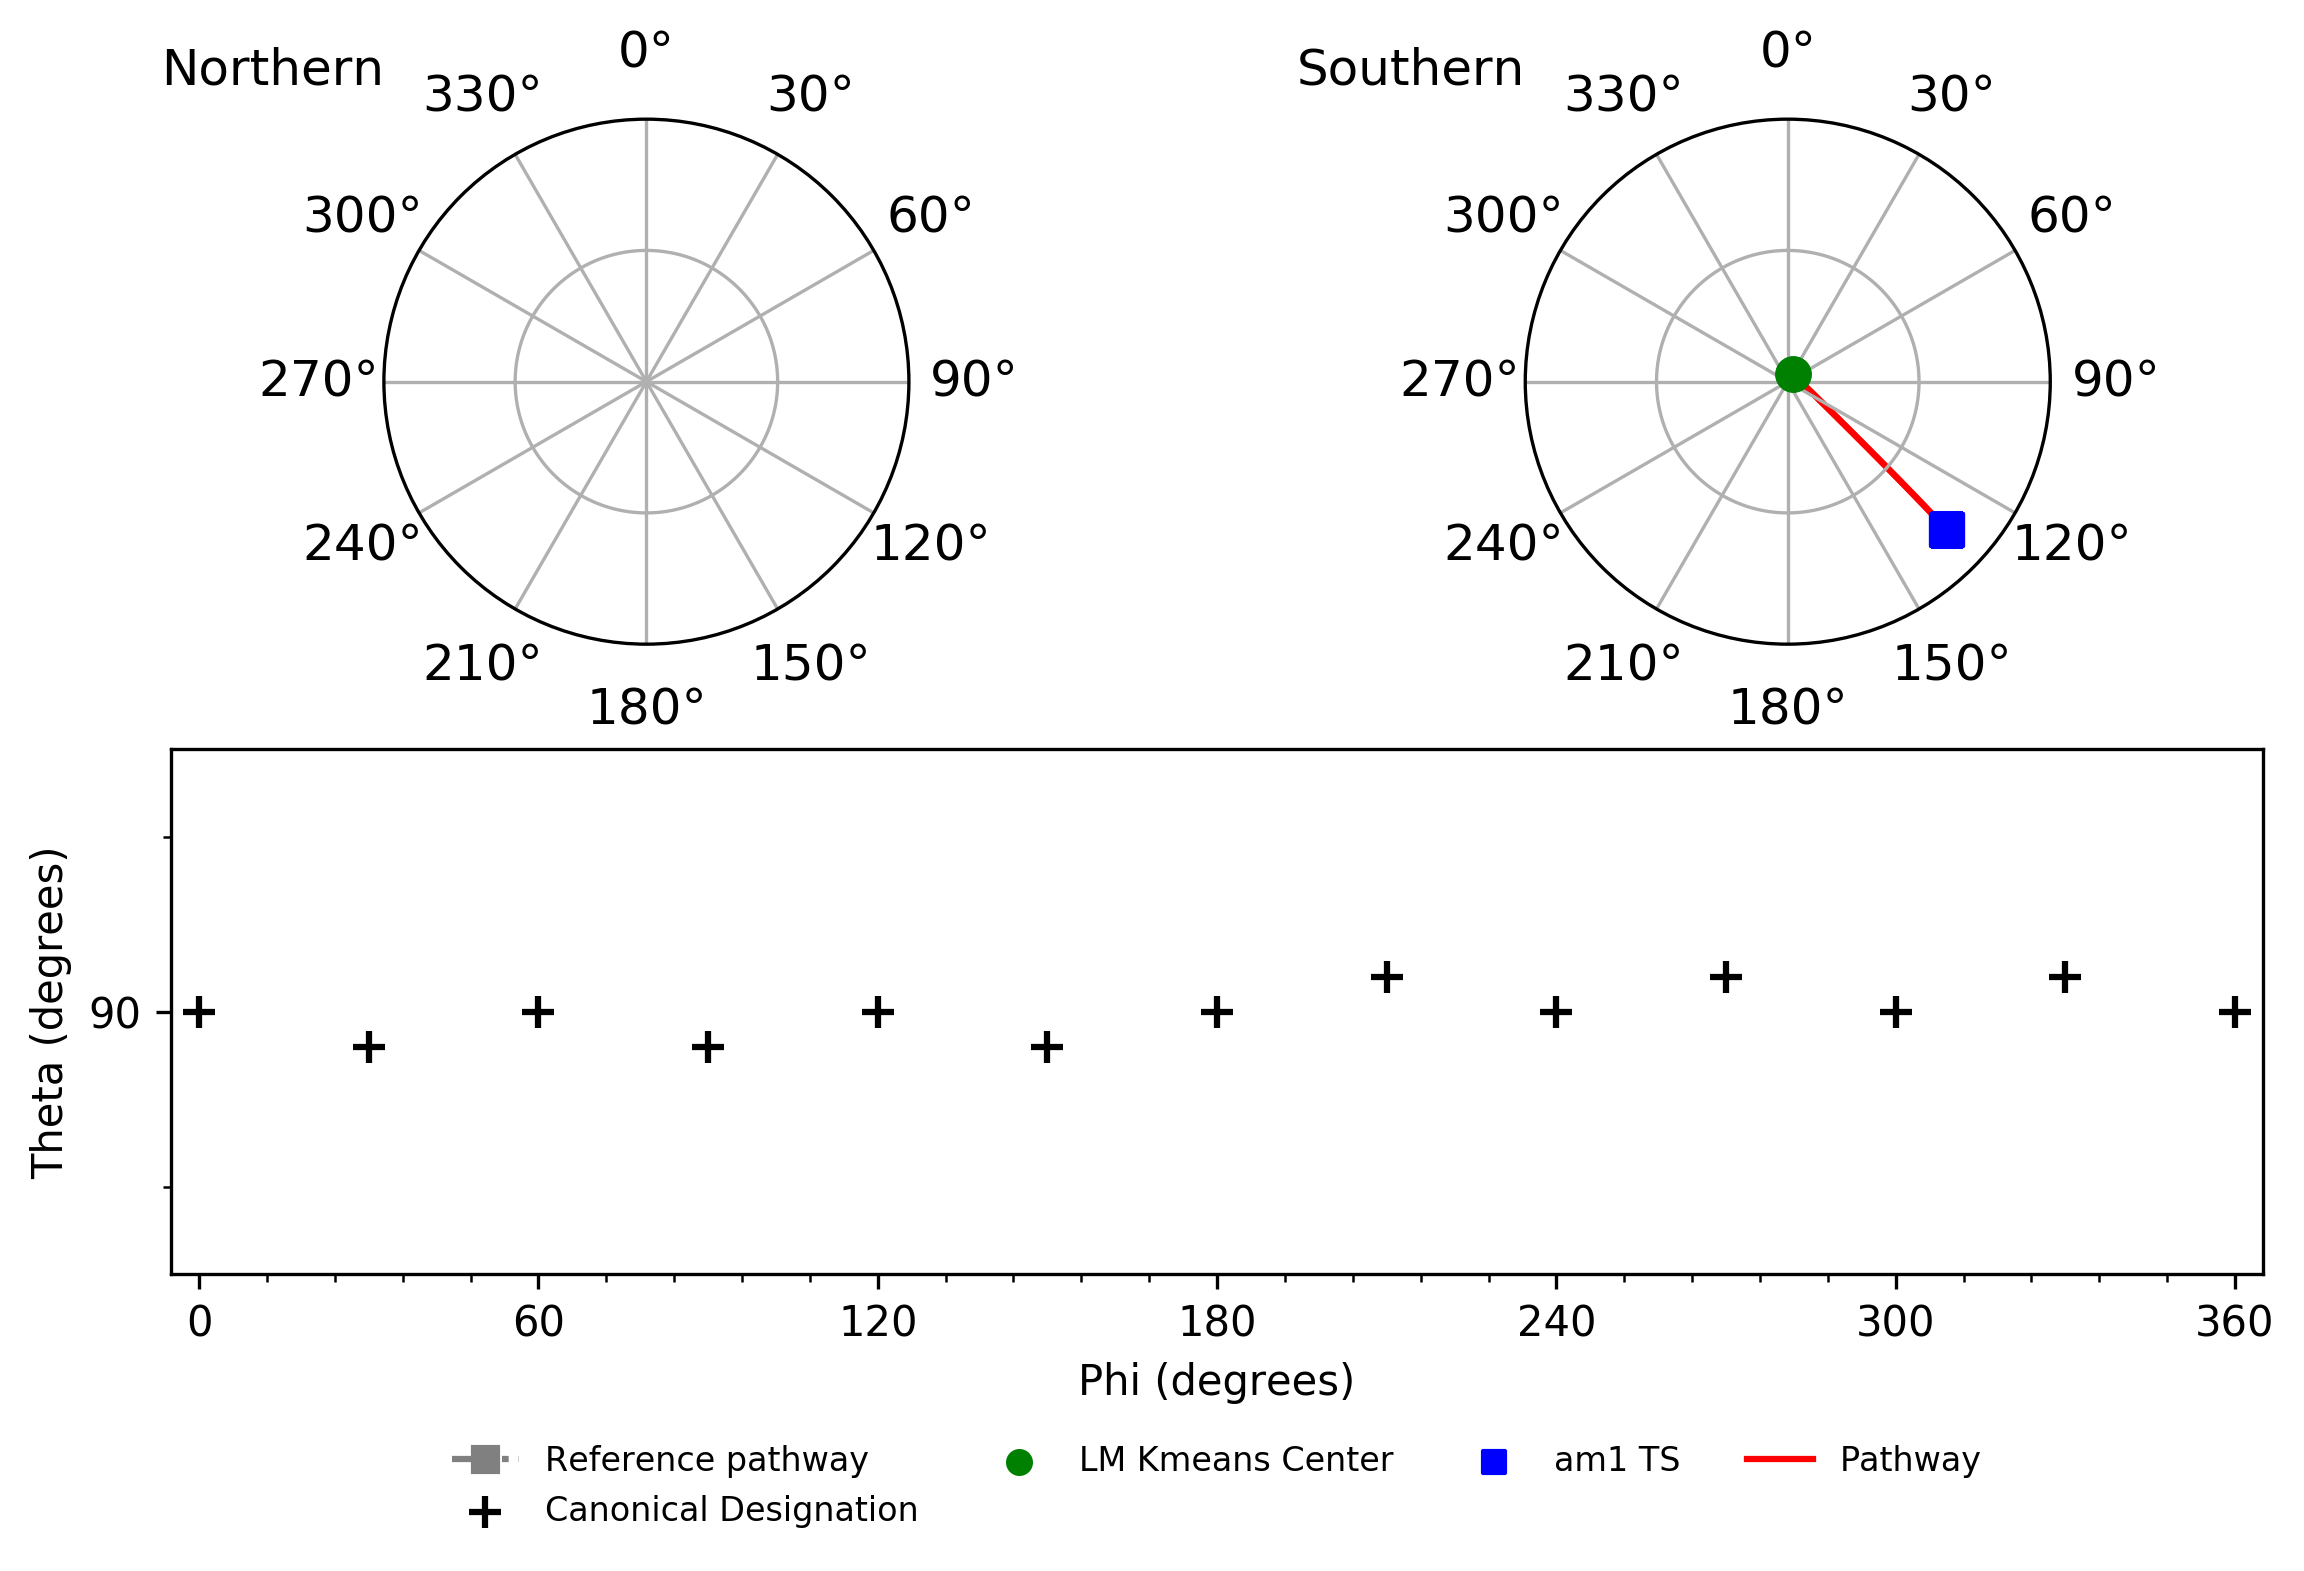 Northern
0°
30°
60°
90°
120°
150°
180°
210°
240°
270°
300°
330°
Southern
0°
30°
60°
90°
120°
150°
180°
210°
240°
270°
300°
330°
Theta (degrees)
90
0 60 120 180 240 300 360
Phi (degrees)
Reference pathway
Canonical Designation
LM Kmeans Center
am1 TS
Pathway